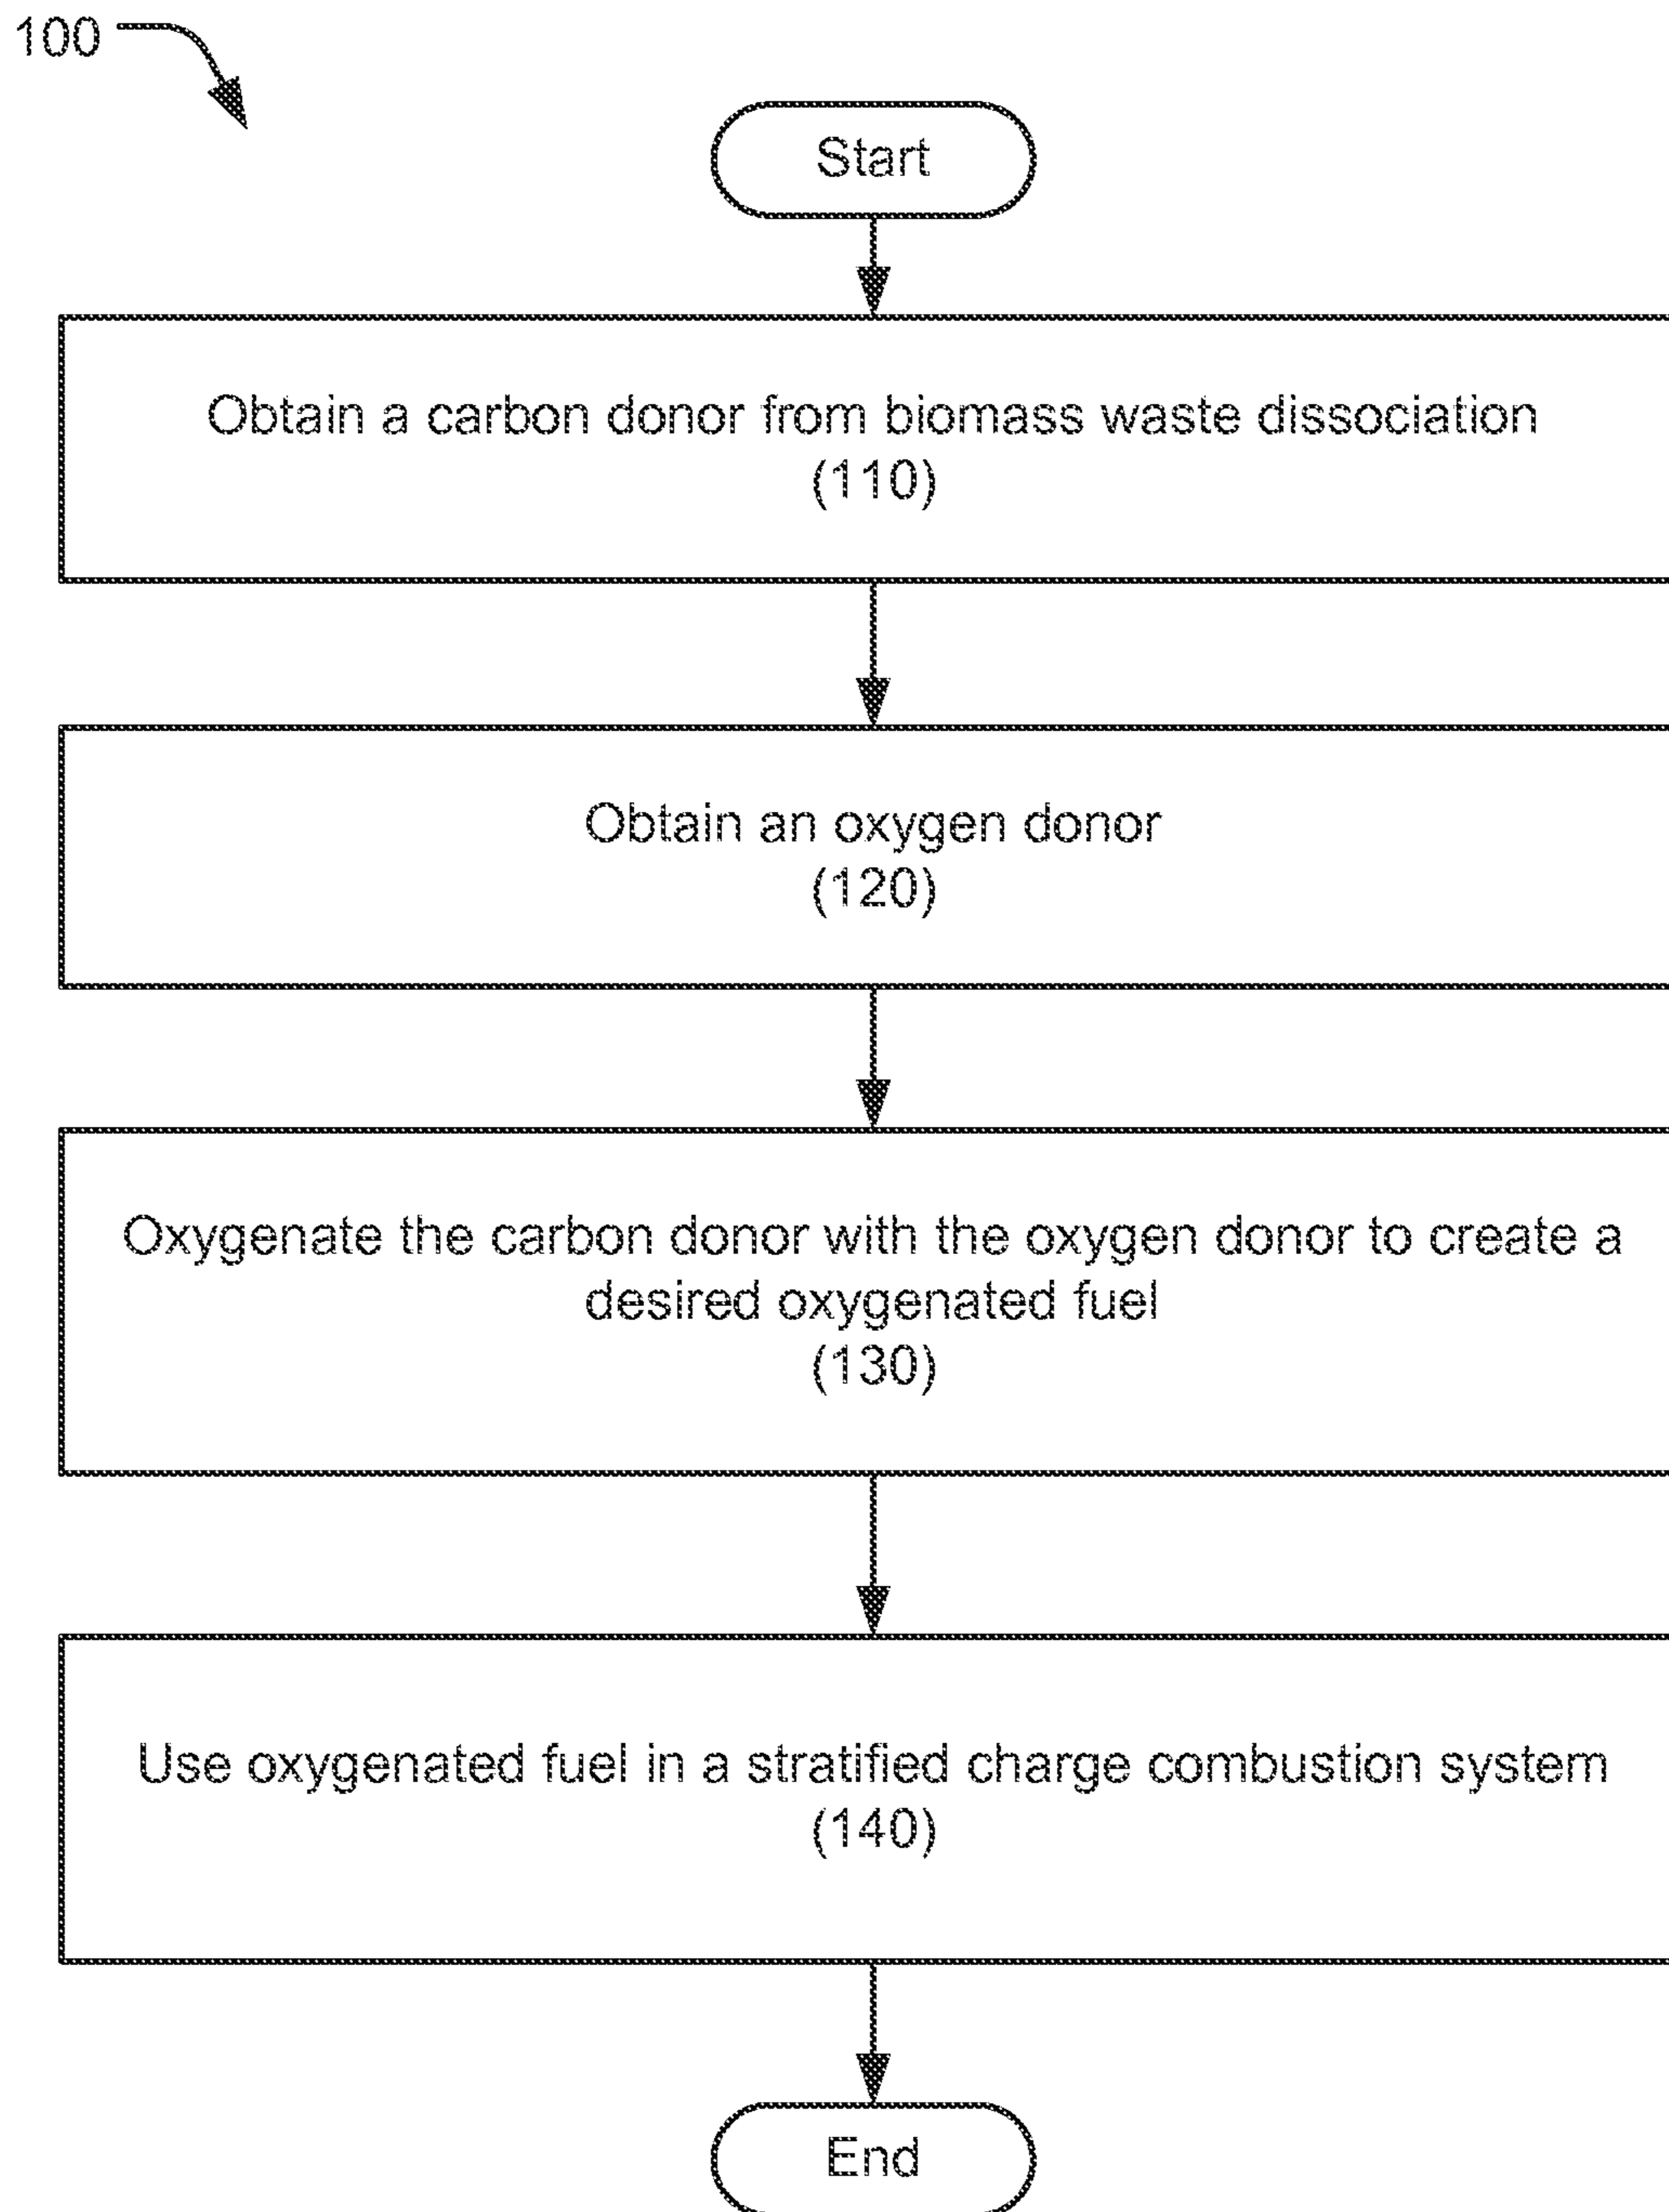 100
Start
Obtain a carbon donor from biomass waste dissociation
(110)
Obtain an oxygen donor
(120)
Oxygenate the carbon donor with the oxygen donor to create a
desired oxygenated fuel
(130)
Use oxygenated fuel in a stratified charge combustion system
(140)
End